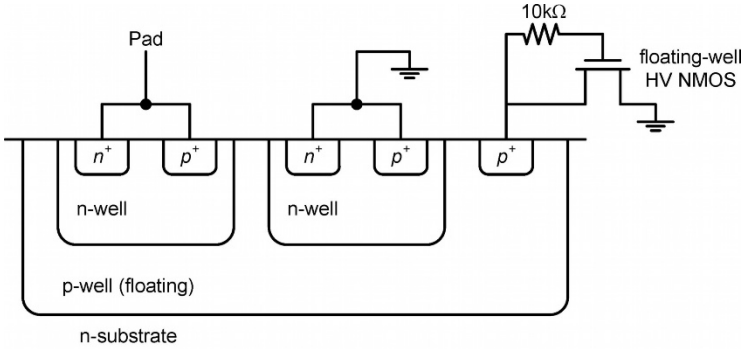 10kΩ
Pad
floating-well
HV NMOS
n+
p+
n+
p+
p+
n-well
n-well
p-well (floating)
n-substrate